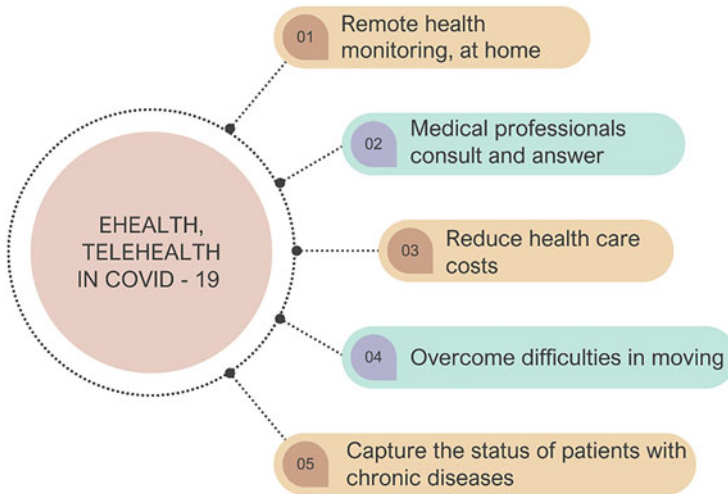 EHEALTH,
TELEHEALTH
IN COVID - 19
01
Remote health
monitoring, at home
02
Medical professionals
consult and answer
03
Reduce health care
costs
04
Overcome difficulties in moving
05
Capture the status of patients with
chronic diseases